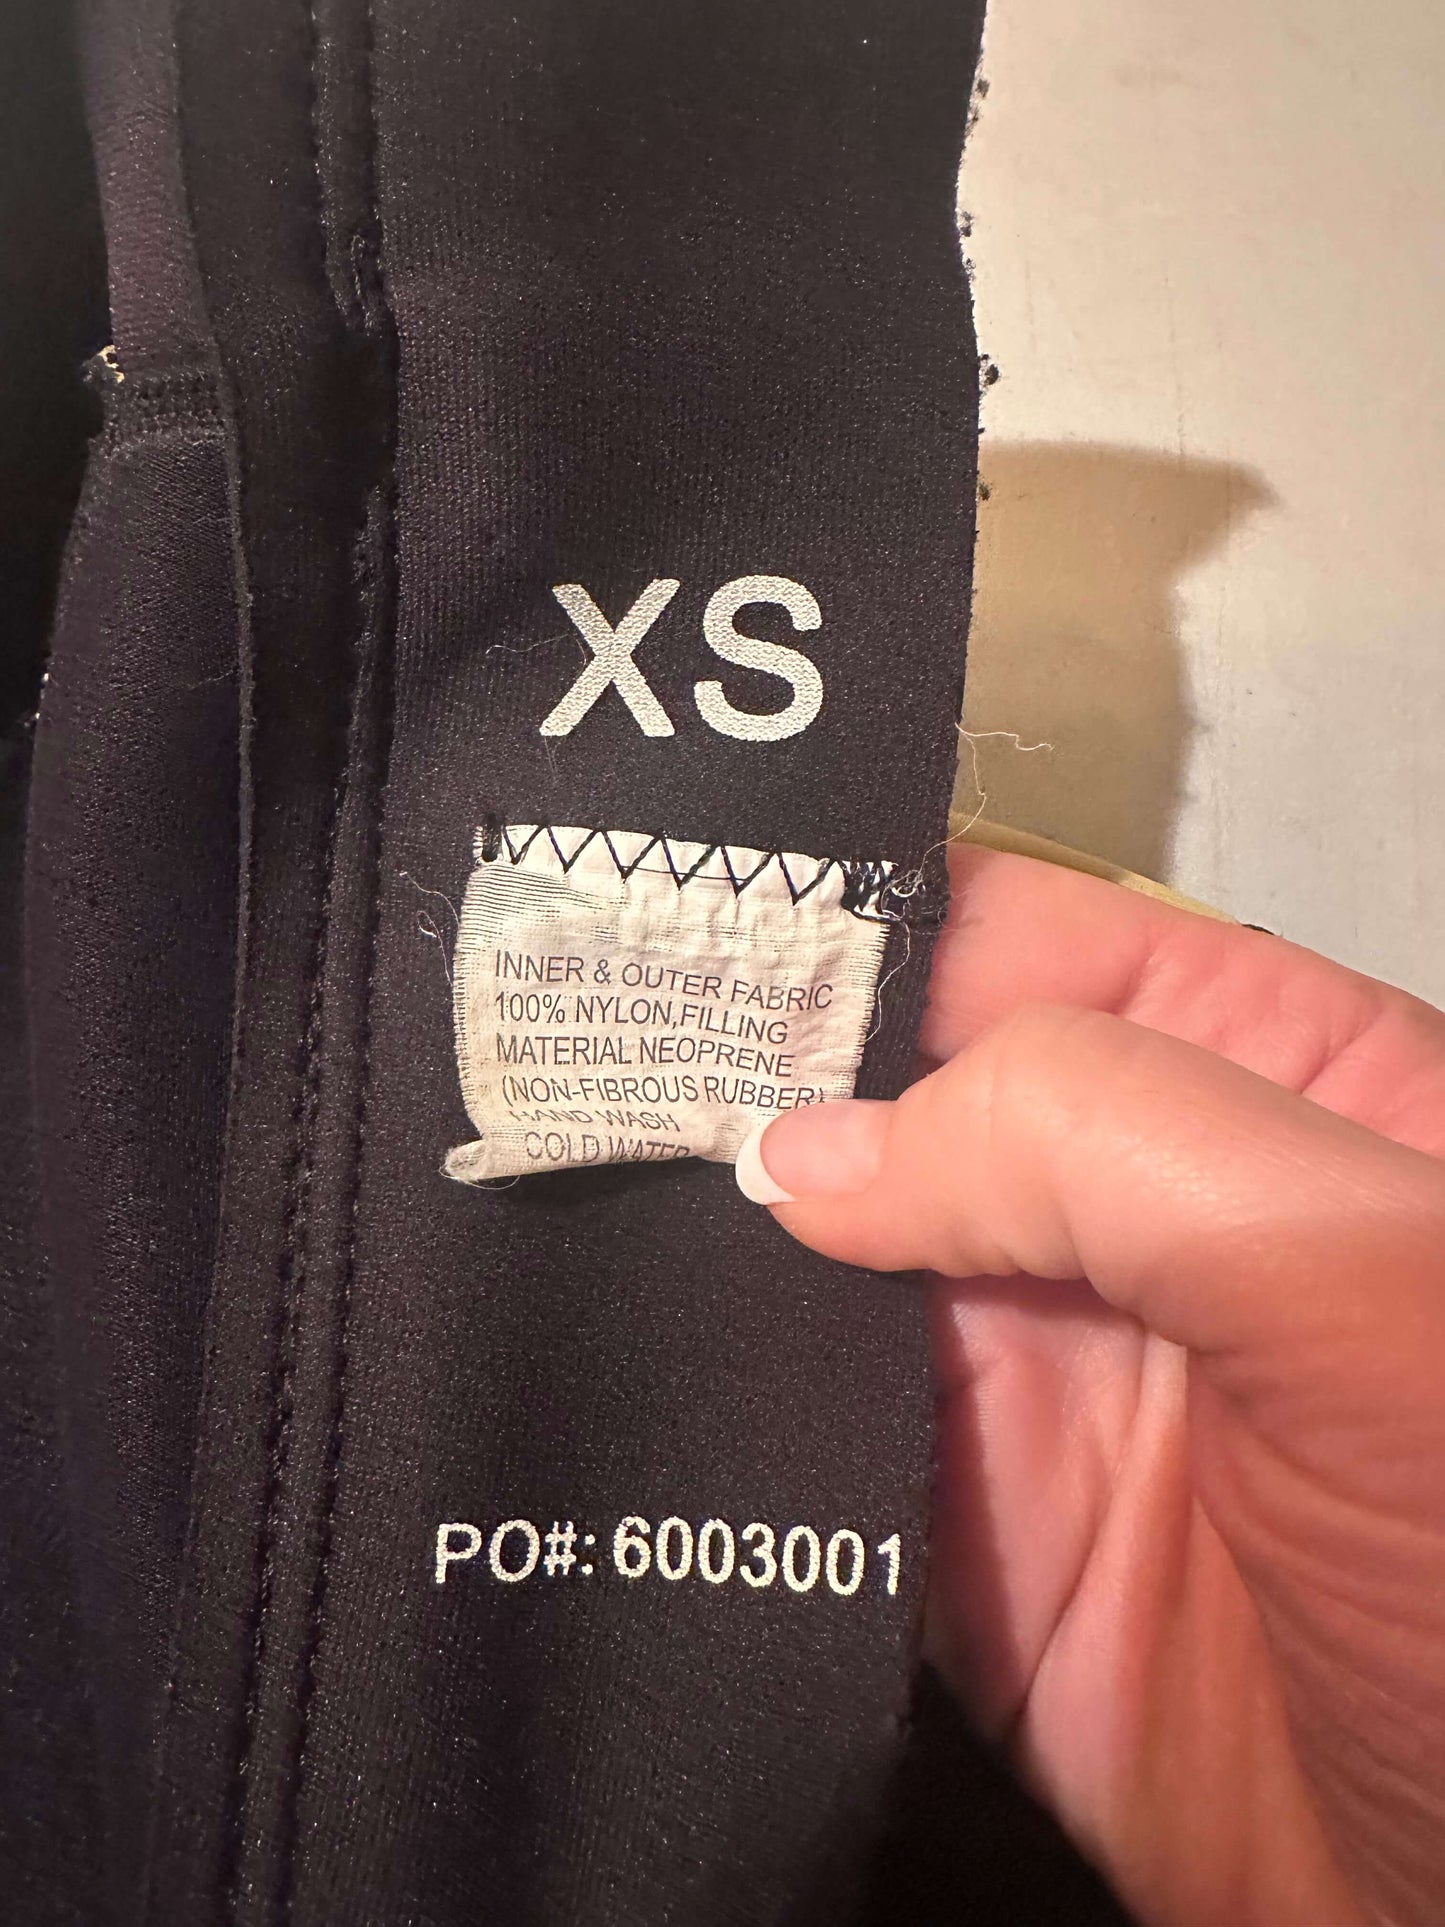 XS
INNER & OUTER FABRIC
100% NYLON,FILLING
MATERIAL NEOPRENE
(NON-FIBROUS RUBBER)
HAND WASH
COLD WATER
PO#: 6003001